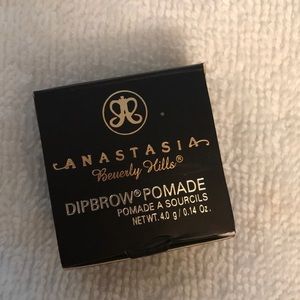 ANASTASIA
Beverly Hills®
DIPBROW® POMADE
POMADE A SOURCILS
NET WT. 4.0 g / 0.14 Oz.